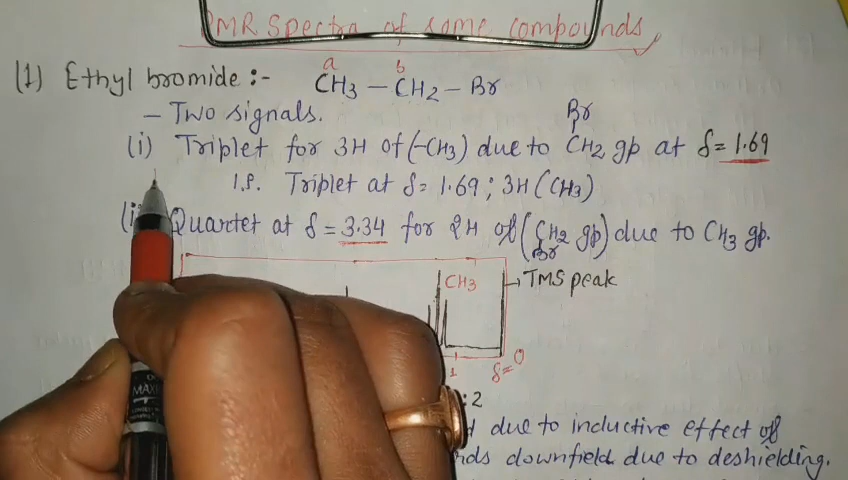 PMR Spectra of some compounds
(1) Ethyl bromide :- CH3 – CH2 – Br
a b
– Two signals.
Br
(i) Triplet for 3H of (-CH3) due to CH2 gp at δ = 1.69
I.P. Triplet at δ = 1.69 ; 3H (CH3)
Quartet at δ = 3.34 for 2H of (CH2 gp) due to CH3 gp.
Br
CH3 → TMS peak
1 δ = 0
: 2
due to inductive effect of
downfield due to deshielding.